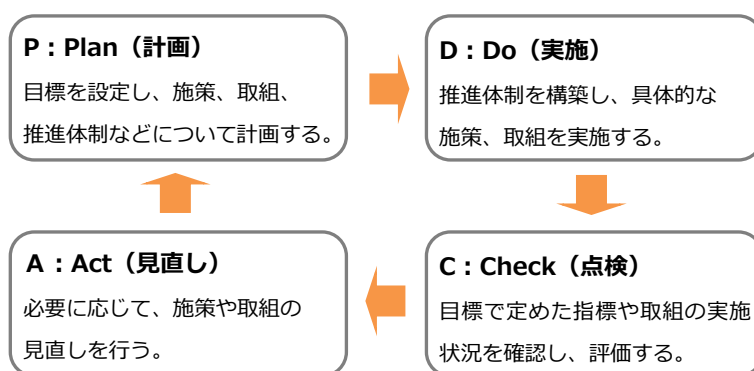 P：Plan（計画）
目標を設定し、施策、取組、
推進体制などについて計画する。
D：Do（実施）
推進体制を構築し、具体的な
施策、取組を実施する。
A：Act（見直し）
必要に応じて、施策や取組の
見直しを行う。
C：Check（点検）
目標で定めた指標や取組の実施
状況を確認し、評価する。